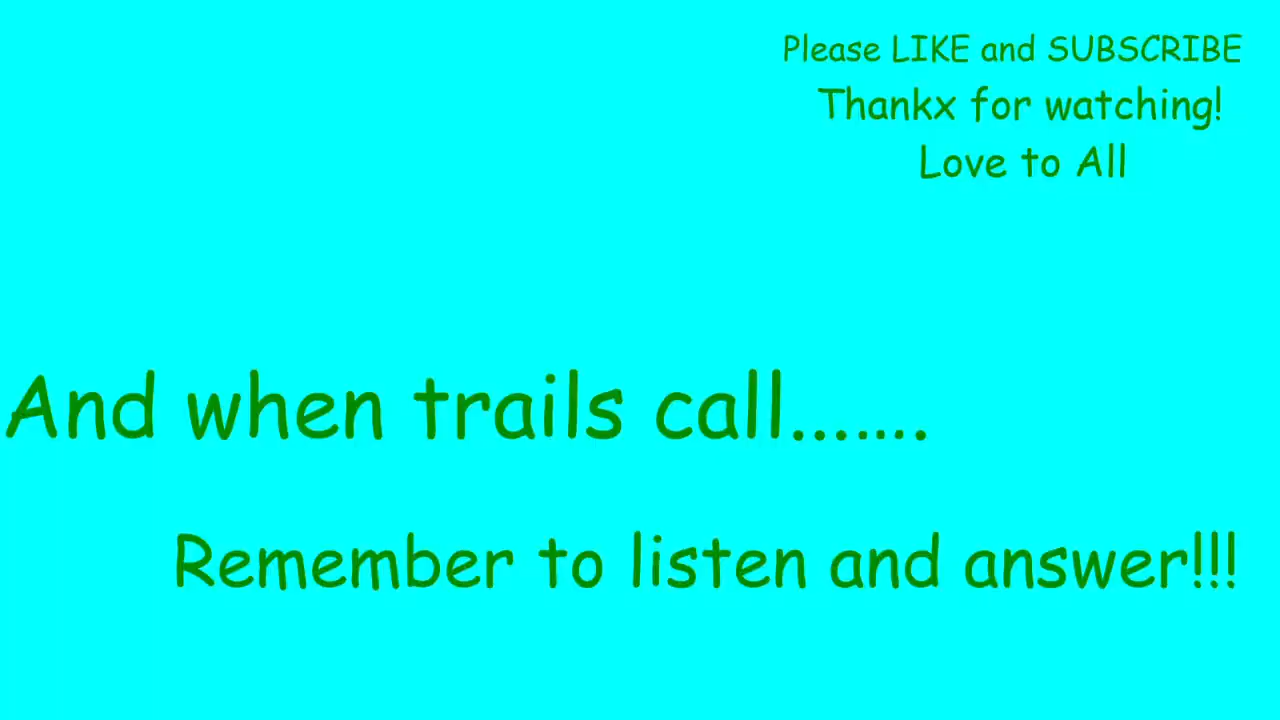 Please LIKE and SUBSCRIBE
Thankx for watching!
Love to All
And when trails call.......
Remember to listen and answer!!!